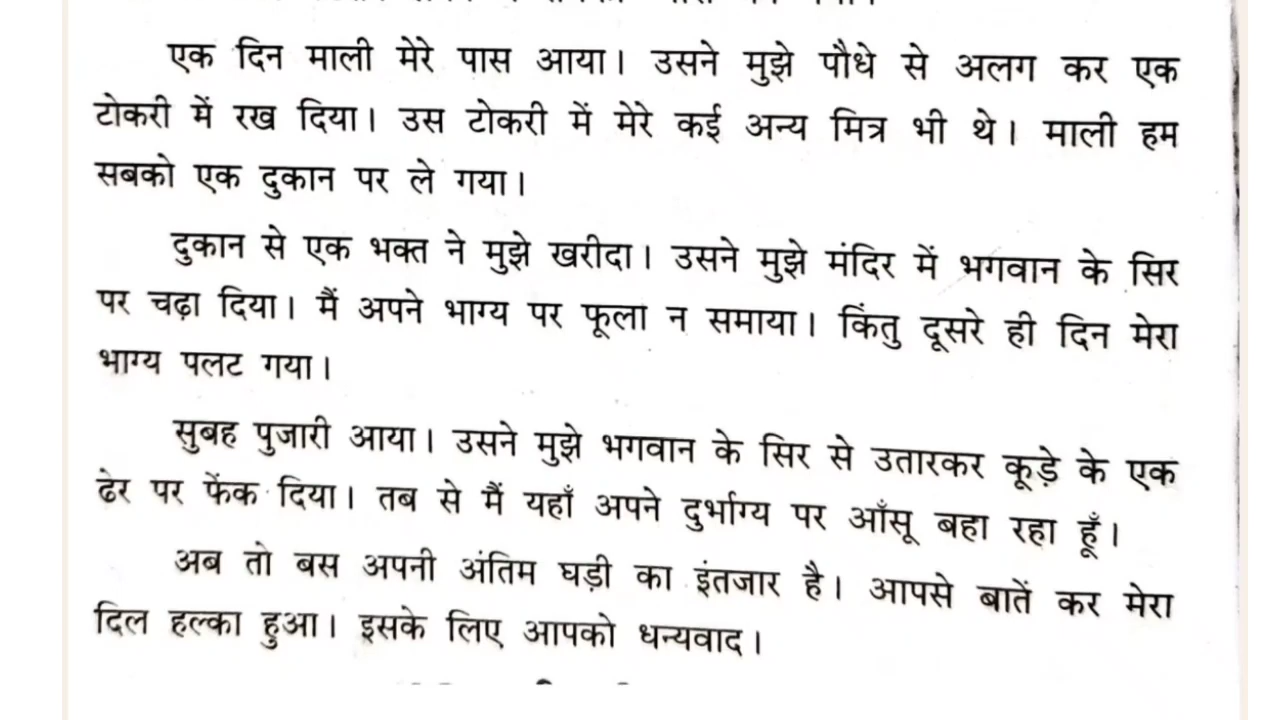 एक दिन माली मेरे पास आया। उसने मुझे पौधे से अलग कर एक
टोकरी में रख दिया। उस टोकरी में मेरे कई अन्य मित्र भी थे। माली हम
सबको एक दुकान पर ले गया।
दुकान से एक भक्त ने मुझे खरीदा। उसने मुझे मंदिर में भगवान के सिर
पर चढ़ा दिया। मैं अपने भाग्य पर फूला न समाया। किंतु दूसरे ही दिन मेरा
भाग्य पलट गया।
सुबह पुजारी आया। उसने मुझे भगवान के सिर से उतारकर कूड़े के एक
ढेर पर फेंक दिया। तब से मैं यहाँ अपने दुर्भाग्य पर आँसू बहा रहा हूँ।
अब तो बस अपनी अंतिम घड़ी का इंतजार है। आपसे बातें कर मेरा
दिल हल्का हुआ। इसके लिए आपको धन्यवाद।